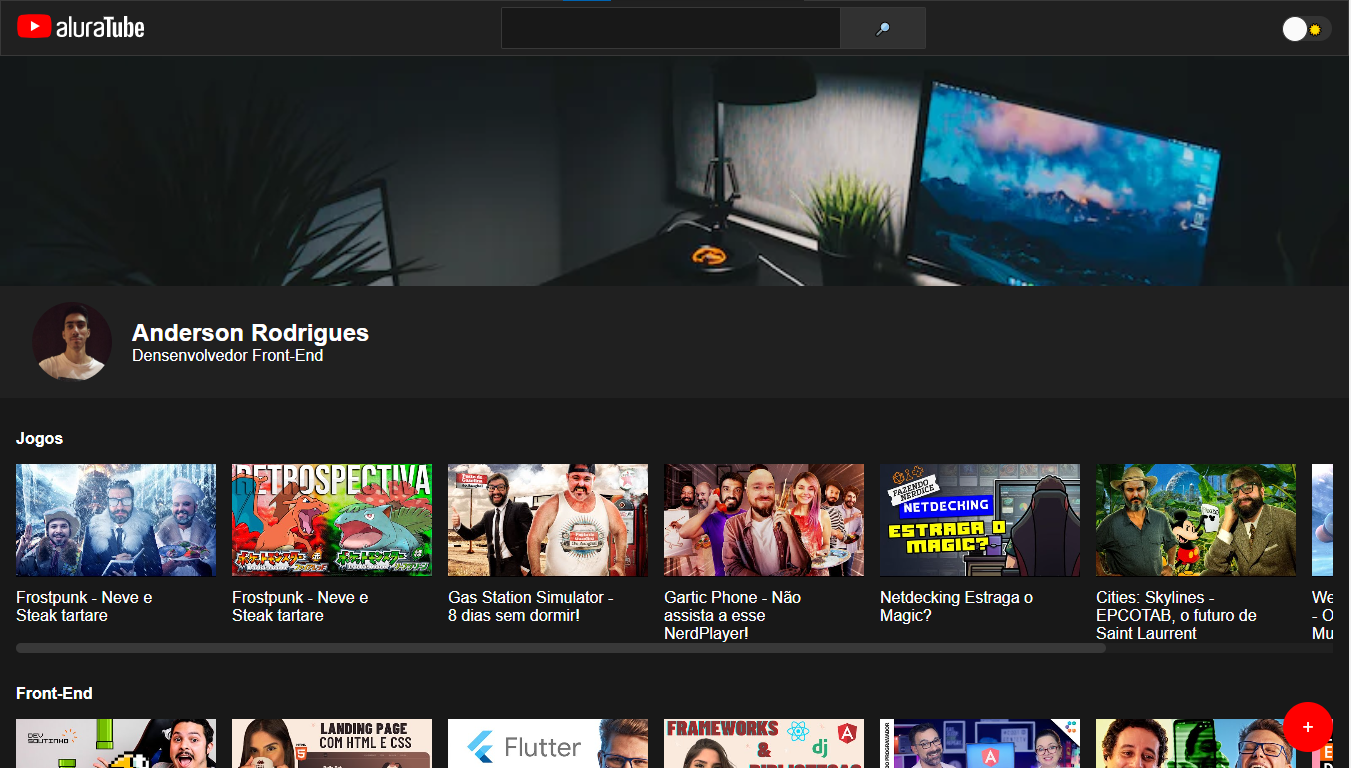 aluraTube
Anderson Rodrigues
Densenvolvedor Front-End
Jogos
RETROSPECTIVA
FAZENDO
NERDICE
NETDECKING
ESTRAGA O
MAGIC?
Frostpunk - Neve e
Steak tartare
Frostpunk - Neve e
Steak tartare
Gas Station Simulator -
8 dias sem dormir!
Gartic Phone - Não
assista a esse
NerdPlayer!
Netdecking Estraga o
Magic?
Cities: Skylines -
EPCOTAB, o futuro de
Saint Laurrent
We
- O
Mu
Front-End
DEV
SOUTINHO
LANDING PAGE
COM HTML E CSS
Flutter
FRAMEWORKS
&
BIBLIOTECAS
dj
+